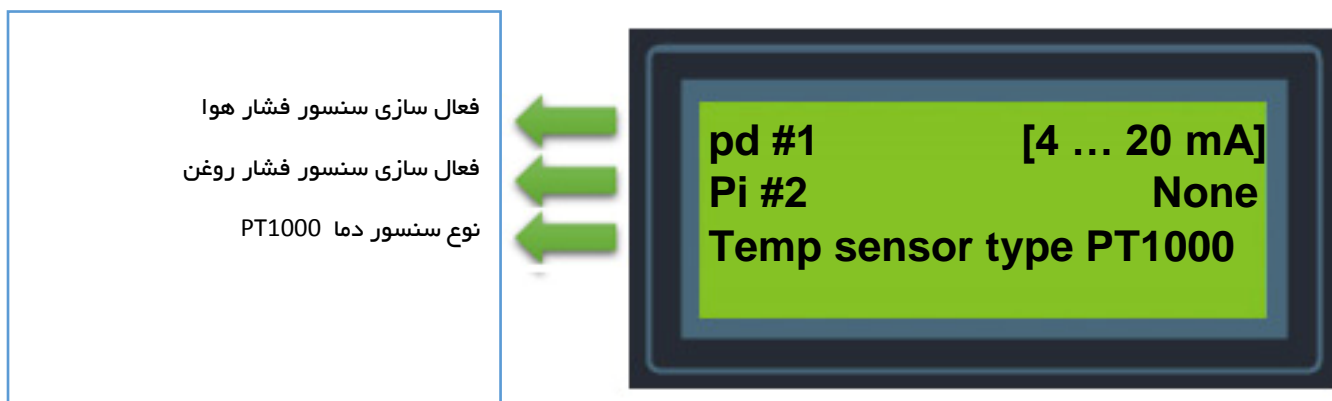 فعال سازی سنسور فشار هوا
فعال سازی سنسور فشار روغن
نوع سنسور دما PT1000
pd #1 [4 … 20 mA]
Pi #2 None
Temp sensor type PT1000